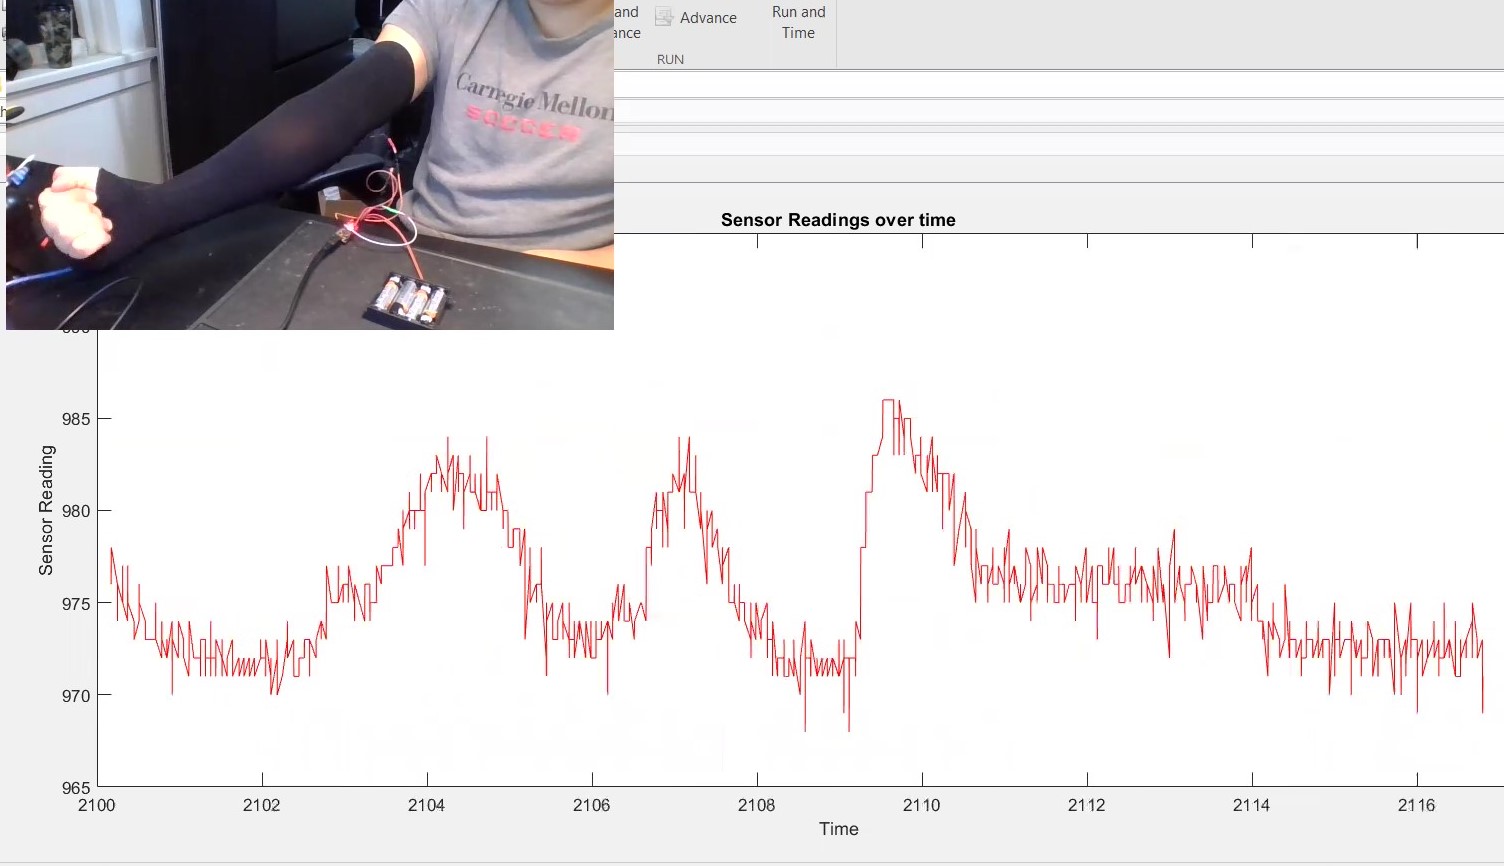 and
ance
Advance
Run and
Time
RUN
Carnegie Mellon
SOCCER
Sensor Readings over time
985
980
975
970
965
Sensor Reading
2100 2102 2104 2106 2108 2110 2112 2114 2116
Time